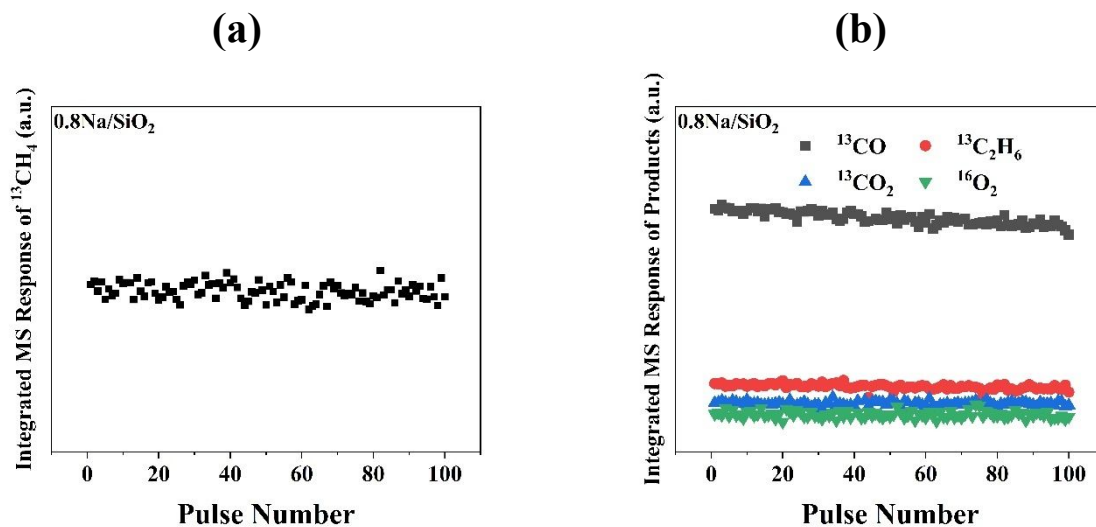 (a)
(b)
Integrated MS Response of ¹³CH₄ (a.u.)
0.8Na/SiO₂
0 20 40 60 80 100
Pulse Number
Integrated MS Response of Products (a.u.)
0.8Na/SiO₂
¹³CO ¹³C₂H₆
¹³CO₂ ¹⁶O₂
0 20 40 60 80 100
Pulse Number